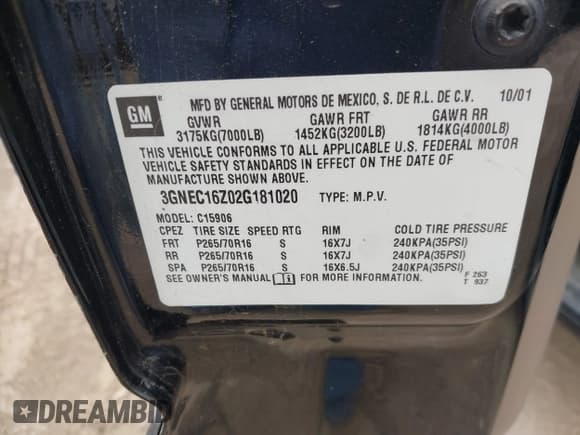 GM
MFD BY GENERAL MOTORS DE MEXICO, S. DE R.L. DE C.V. 10/01
GVWR GAWR FRT GAWR RR
3175KG(7000LB) 1452KG(3200LB) 1814KG(4000LB)
THIS VEHICLE CONFORMS TO ALL APPLICABLE U.S. FEDERAL MOTOR
VEHICLE SAFETY STANDARDS IN EFFECT ON THE DATE OF
MANUFACTURE SHOWN ABOVE.
3GNEC16Z02G181020 TYPE: M.P.V.
MODEL: C15906
CPEZ TIRE SIZE SPEED RTG RIM COLD TIRE PRESSURE
FRT P265/70R16 S 16X7J 240KPA(35PSI)
RR P265/70R16 S 16X7J 240KPA(35PSI)
SPA P265/70R16 S 16X6.5J 240KPA(35PSI)
SEE OWNER'S MANUAL FOR MORE INFORMATION. F 263
T 937
DREAMBID